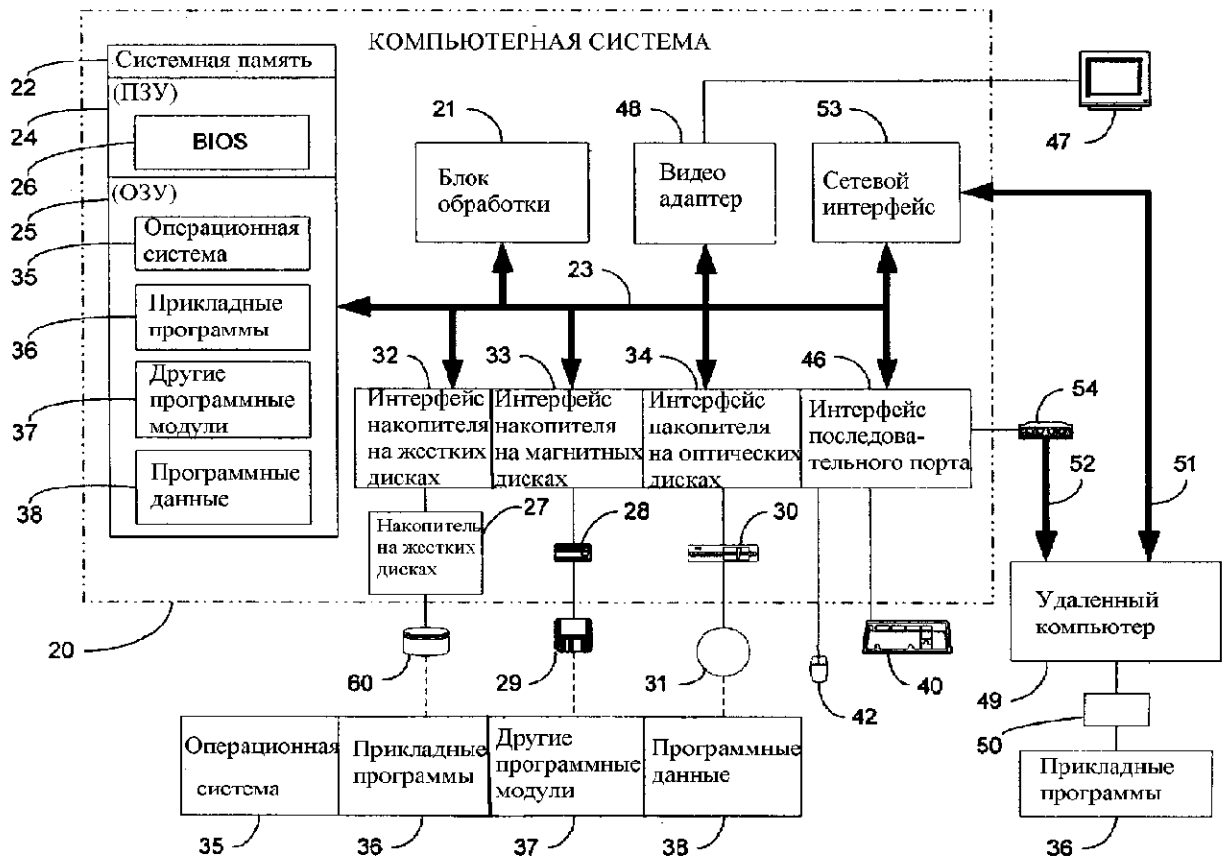 КОМПЬЮТЕРНАЯ СИСТЕМА
Системная память
22
(ПЗУ)
24
BIOS
26
(ОЗУ)
25
Операционная
система
35
Прикладные
программы
36
Другие
программные
модули
37
Программные
данные
38
21
Блок
обработки
48
Видео
адаптер
53
Сетевой
интерфейс
47
23
32
Интерфейс
накопителя
на жестких
дисках
33
Интерфейс
накопителя
на магнитных
дисках
34
Интерфейс
накопителя
на оптических
дисках
46
Интерфейс
последова-
тельного порта
54
52
51
27
Накопитель
на жестких
дисках
28
30
20
60
29
31
42
40
Удаленный
компьютер
49
50
Прикладные
программы
36
Операционная
система
35
Прикладные
программы
36
Другие
программные
модули
37
Программные
данные
38